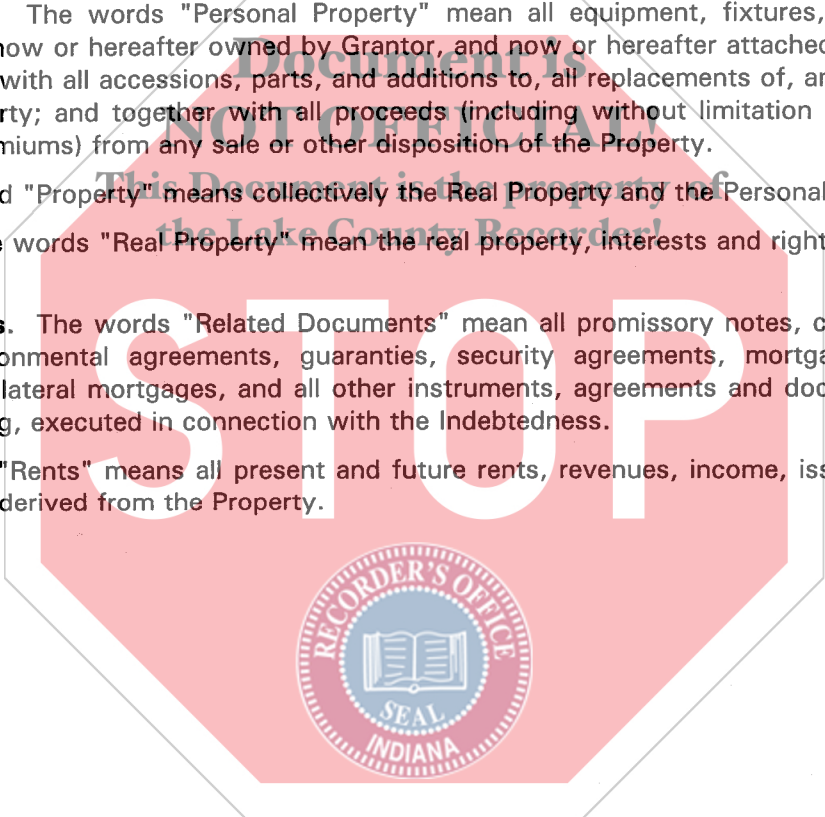 The words "Personal Property" mean all equipment, fixtures,
now or hereafter owned by Grantor, and now or hereafter attached
Document is
with all accessions, parts, and additions to, all replacements of, an
rty; and together with all proceeds (including without limitation
NOT OFFICIAL!
miums) from any sale or other disposition of the Property.
This Document is the property of
d "Property" means collectively the Real Property and the Personal
the Lake County Recorder!
words "Real Property" mean the real property, interests and right
s. The words "Related Documents" mean all promissory notes, c
onmental agreements, guaranties, security agreements, mortga
lateral mortgages, and all other instruments, agreements and doc
g, executed in connection with the Indebtedness.
"Rents" means all present and future rents, revenues, income, iss
derived from the Property.
STOP
RECORDER'S OFFICE
SEAL
INDIANA